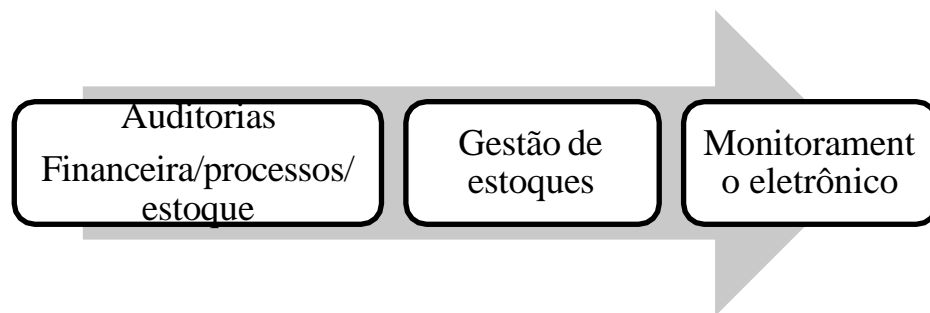 Auditorias
Financeira/processos/
estoque
Gestão de
estoques
Monitorament
o eletrônico